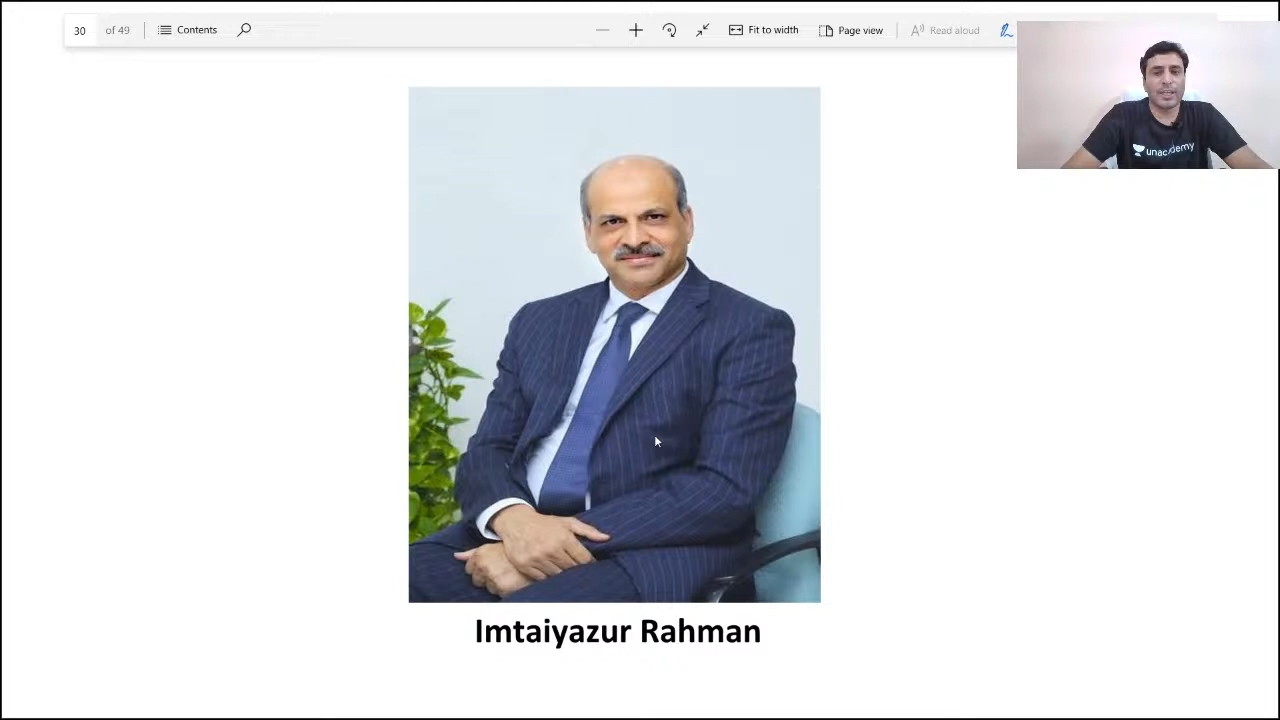 30 of 49 Contents Fit to width Page view Read aloud
unacademy
Imtaiyazur Rahman